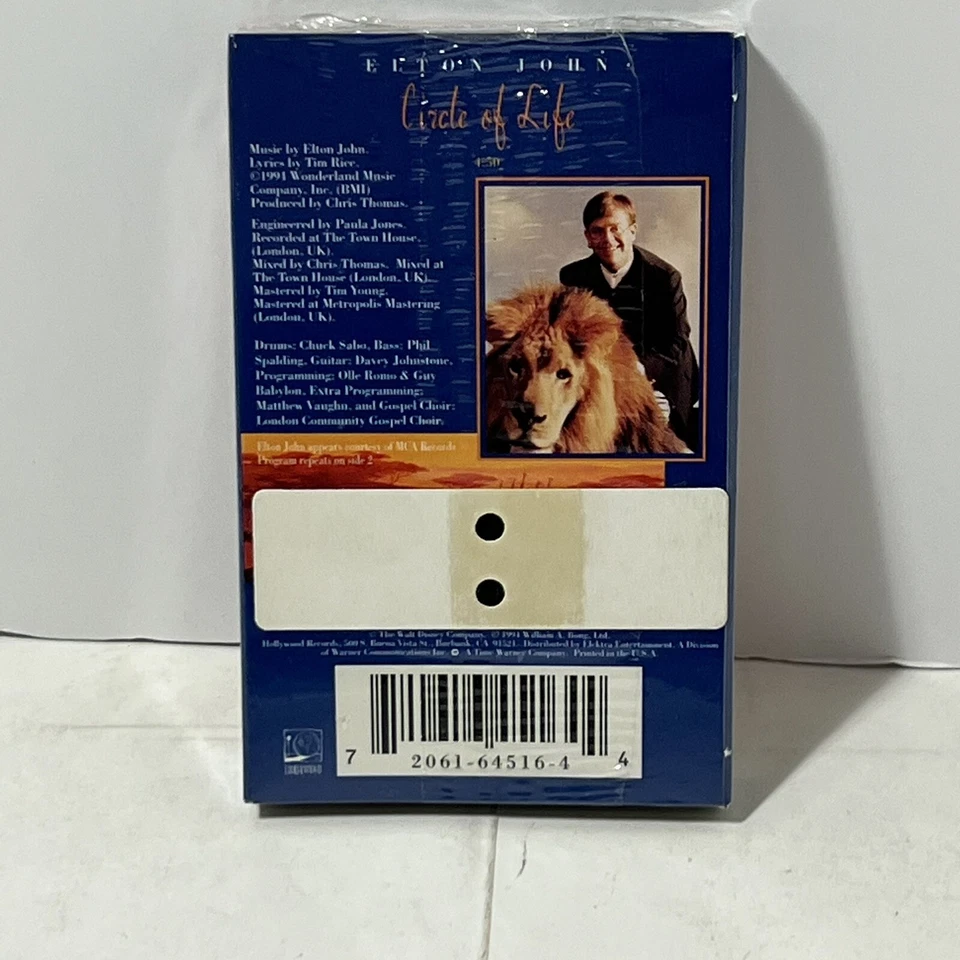 ELTON JOHN
Circle of Life
4:50
Music by Elton John.
Lyrics by Tim Rice.
©1994 Wonderland Music
Company, Inc. (BMI)
Produced by Chris Thomas.
Engineered by Paula Jones.
Recorded at The Town House,
(London, UK).
Mixed by Chris Thomas. Mixed at
The Town House (London, UK).
Mastered by Tim Young.
Mastered at Metropolis Mastering
(London, UK).
Drums: Chuck Sabo, Bass: Phil
Spalding, Guitar: Davey Johnstone,
Programming: Olle Romo & Guy
Babylon, Extra Programming:
Matthew Vaughn, and Gospel Choir:
London Community Gospel Choir.
Elton John appears courtesy of MCA Records
Program repeats on side 2
© The Walt Disney Company. © 1994 William A. Bong, Ltd.
Hollywood Records, 500 S. Buena Vista St., Burbank, CA 91521. Distributed by Elektra Entertainment, A Division
of Warner Communications Inc. A Time Warner Company. Printed in the U.S.A.
7 2061-64516-4 4